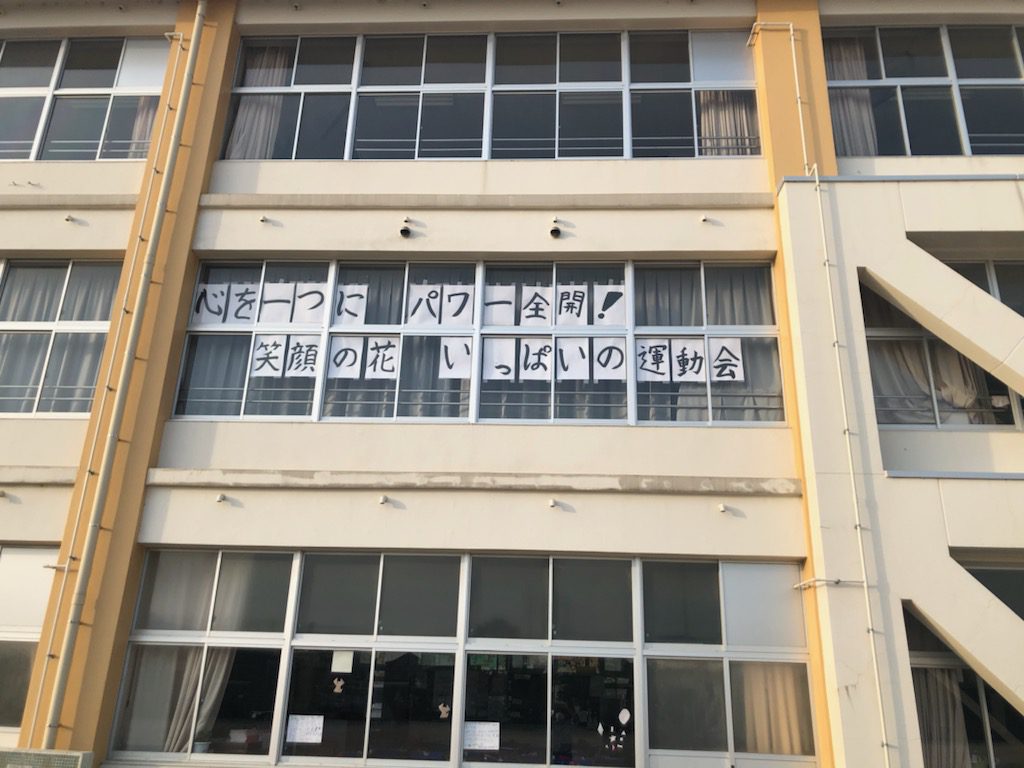 心を一つに パワー全開！
笑顔の花 いっぱいの運動会